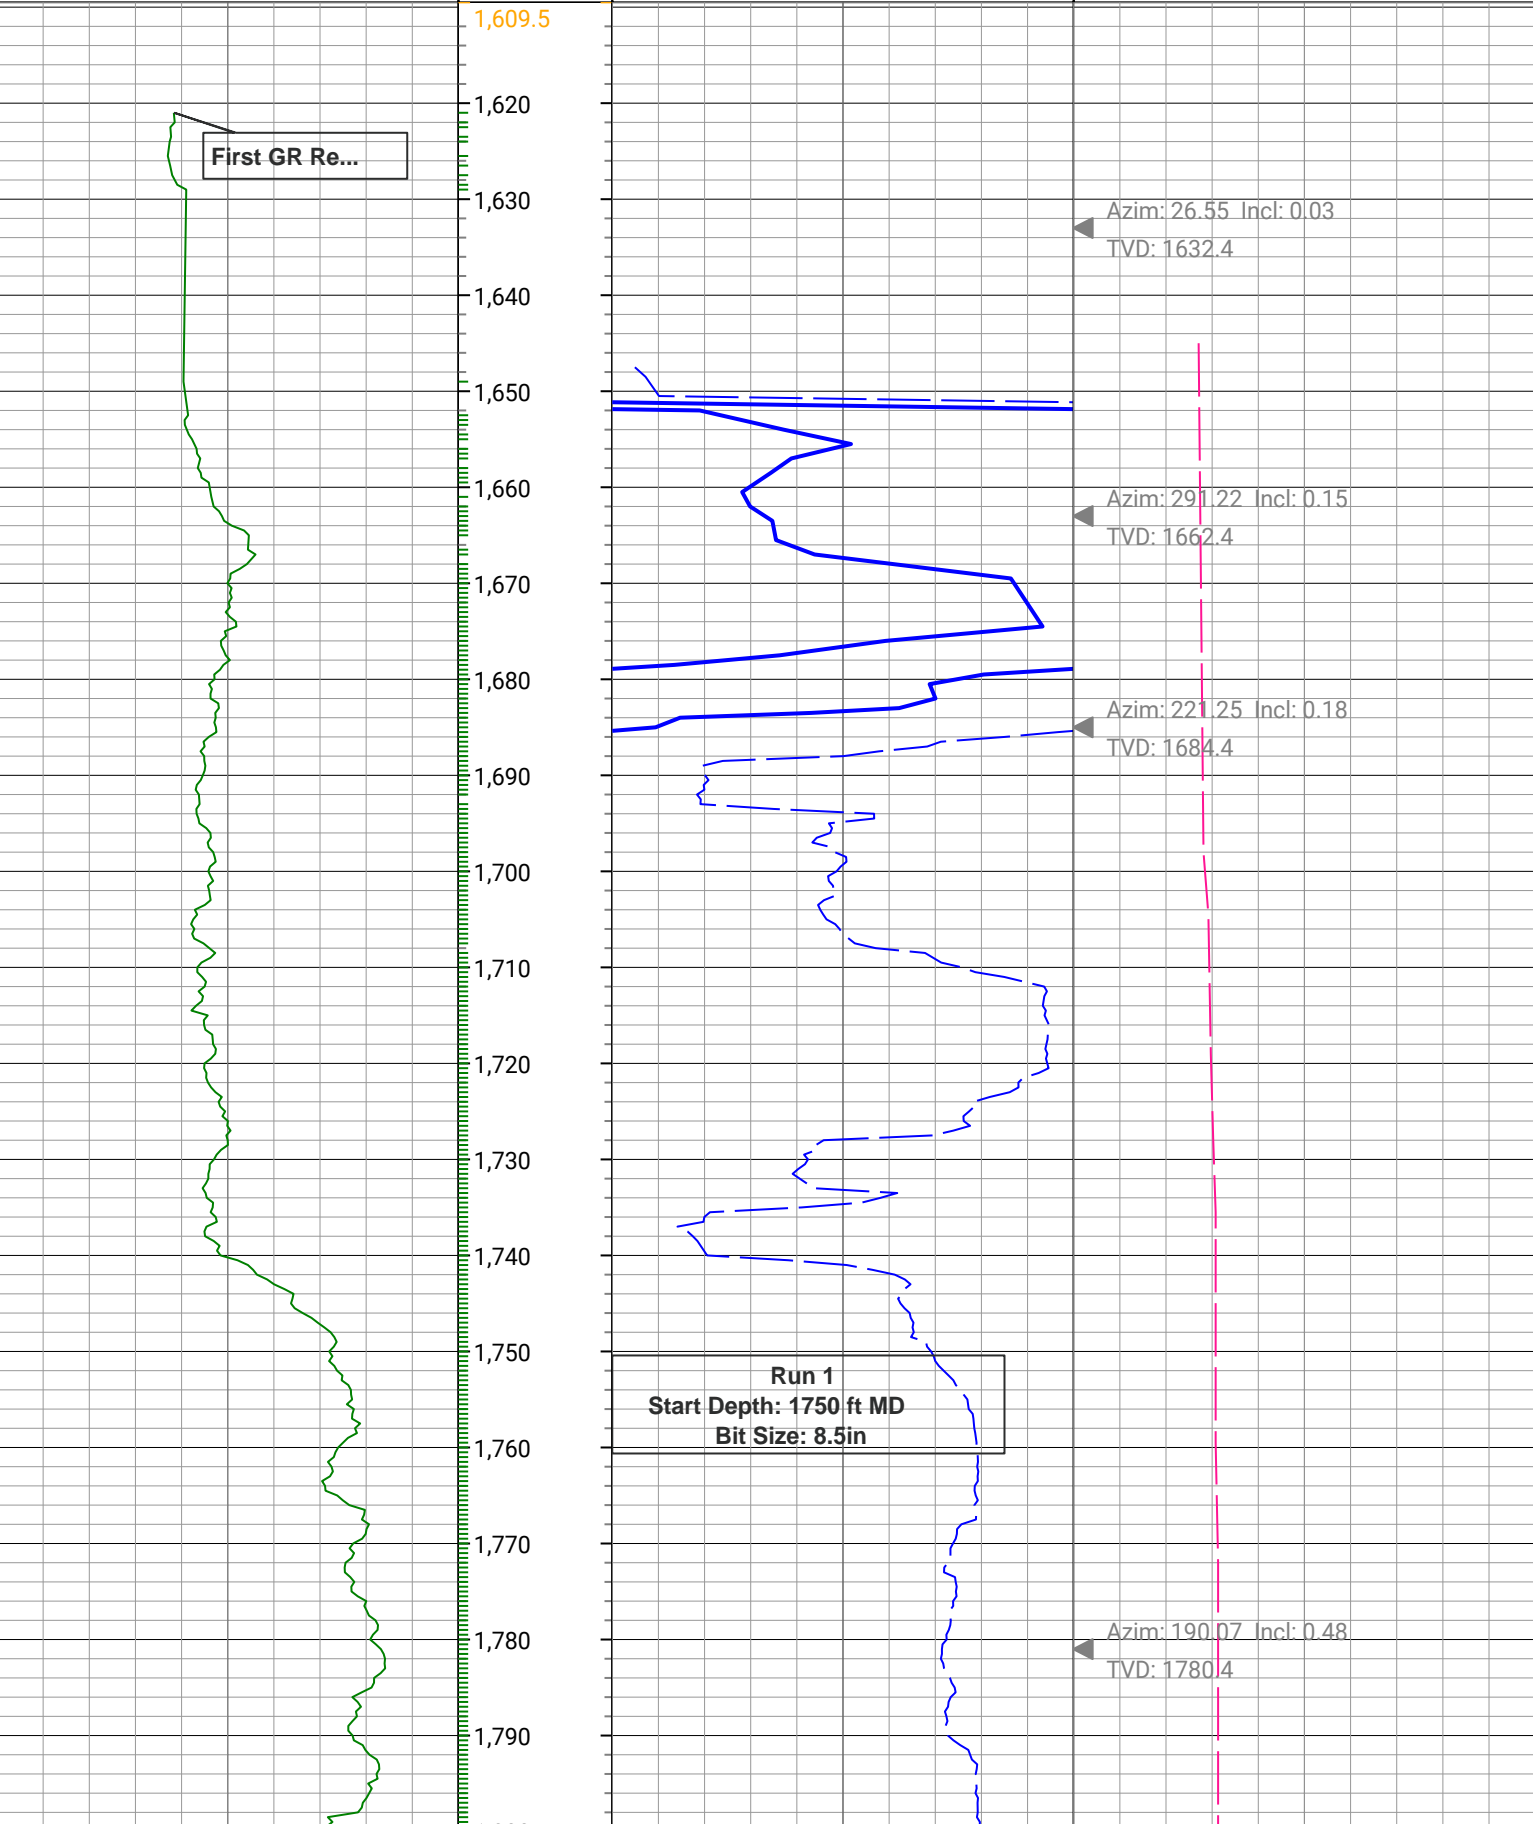 1,609.5
1,620
First GR Re...
1,630
Azim: 26.55 Incl: 0.03
TVD: 1632.4
1,640
1,650
1,660
Azim: 291.22 Incl: 0.15
TVD: 1662.4
1,670
1,680
Azim: 221.25 Incl: 0.18
TVD: 1684.4
1,690
1,700
1,710
1,720
1,730
1,740
1,750
Run 1
Start Depth: 1750 ft MD
Bit Size: 8.5in
1,760
1,770
1,780
Azim: 190.07 Incl: 0.48
TVD: 1780.4
1,790